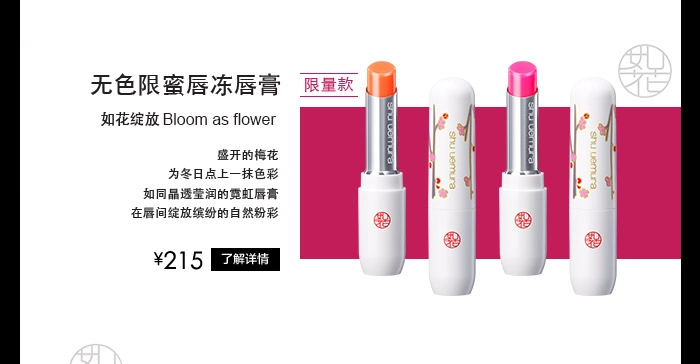 无色限蜜唇冻唇膏
限量款
如花绽放 Bloom as flower
盛开的梅花
为冬日点上一抹色彩
如同晶透莹润的霓虹唇膏
在唇间绽放缤纷的自然粉彩
¥215 了解详情
shu uemura
shu uemura
shu uemura
shu uemura
如花